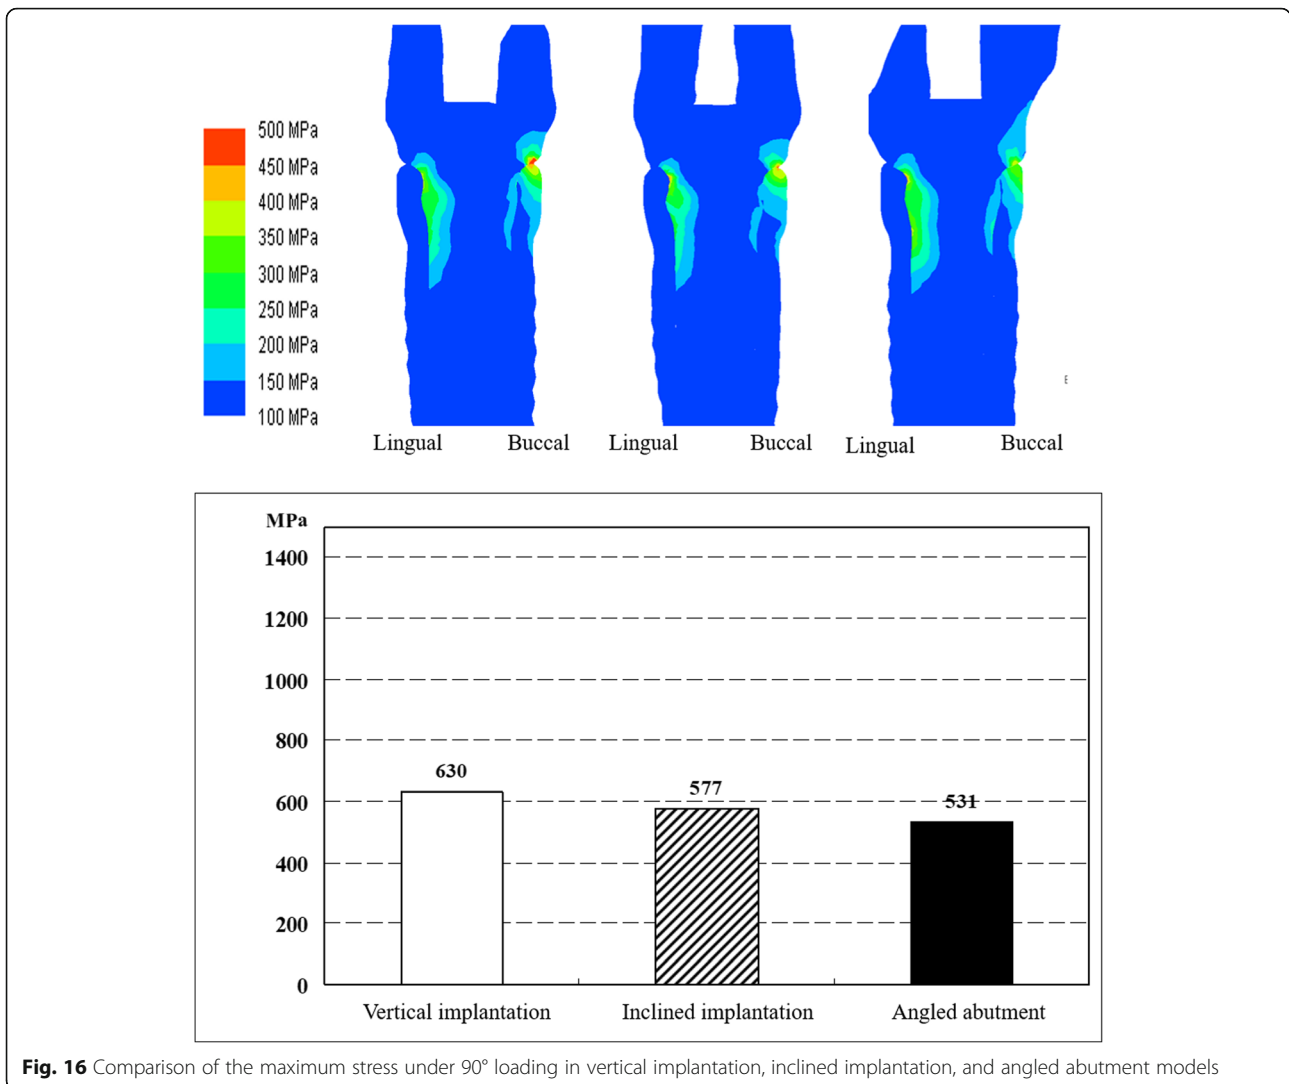 500 MPa
450 MPa
400 MPa
350 MPa
300 MPa
250 MPa
200 MPa
150 MPa
100 MPa
E
Lingual Buccal Lingual Buccal Lingual Buccal
MPa
1400
1200
1000
800
600
400
200
0
630
577
531
Vertical implantation Inclined implantation Angled abutment
Fig. 16 Comparison of the maximum stress under 90° loading in vertical implantation, inclined implantation, and angled abutment models